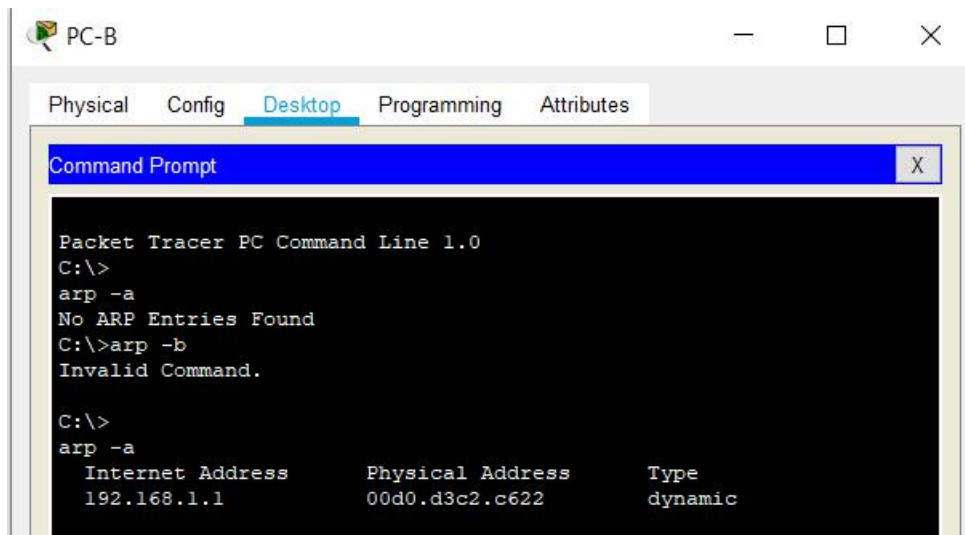 PC-B
Physical Config Desktop Programming Attributes
Command Prompt X
Packet Tracer PC Command Line 1.0
C:\>
arp -a
No ARP Entries Found
C:\>arp -b
Invalid Command.
C:\>
arp -a
Internet Address Physical Address Type
192.168.1.1 00d0.d3c2.c622 dynamic